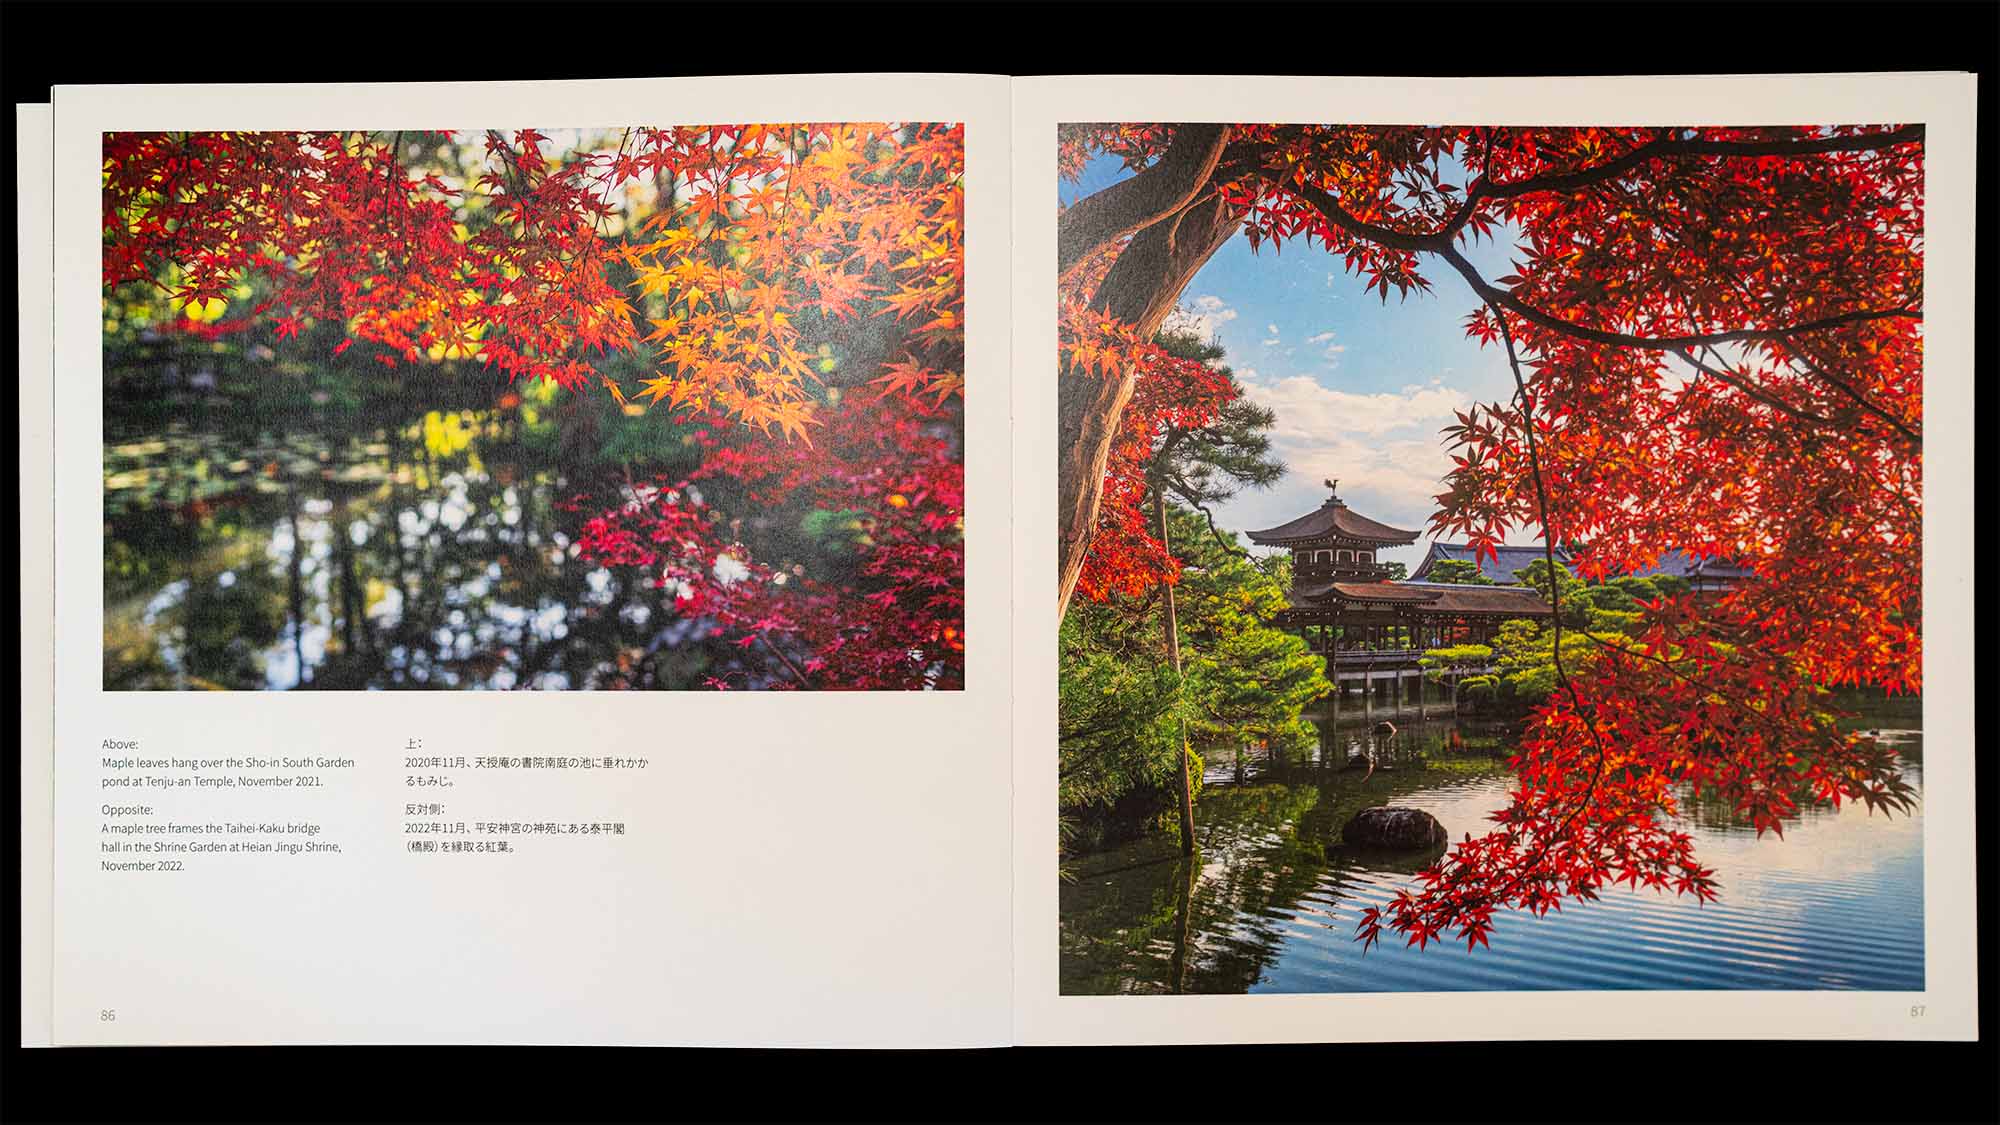 Above:
Maple leaves hang over the Sho-in South Garden
pond at Tenju-an Temple, November 2021.
Opposite:
A maple tree frames the Taihei-Kaku bridge
hall in the Shrine Garden at Heian Jingu Shrine,
November 2022.
上：
2020年11月、天授庵の書院南庭の池に垂れかか
るもみじ。
反対側：
2022年11月、平安神宮の神苑にある泰平閣
（橋殿）を縁取る紅葉。
86
87